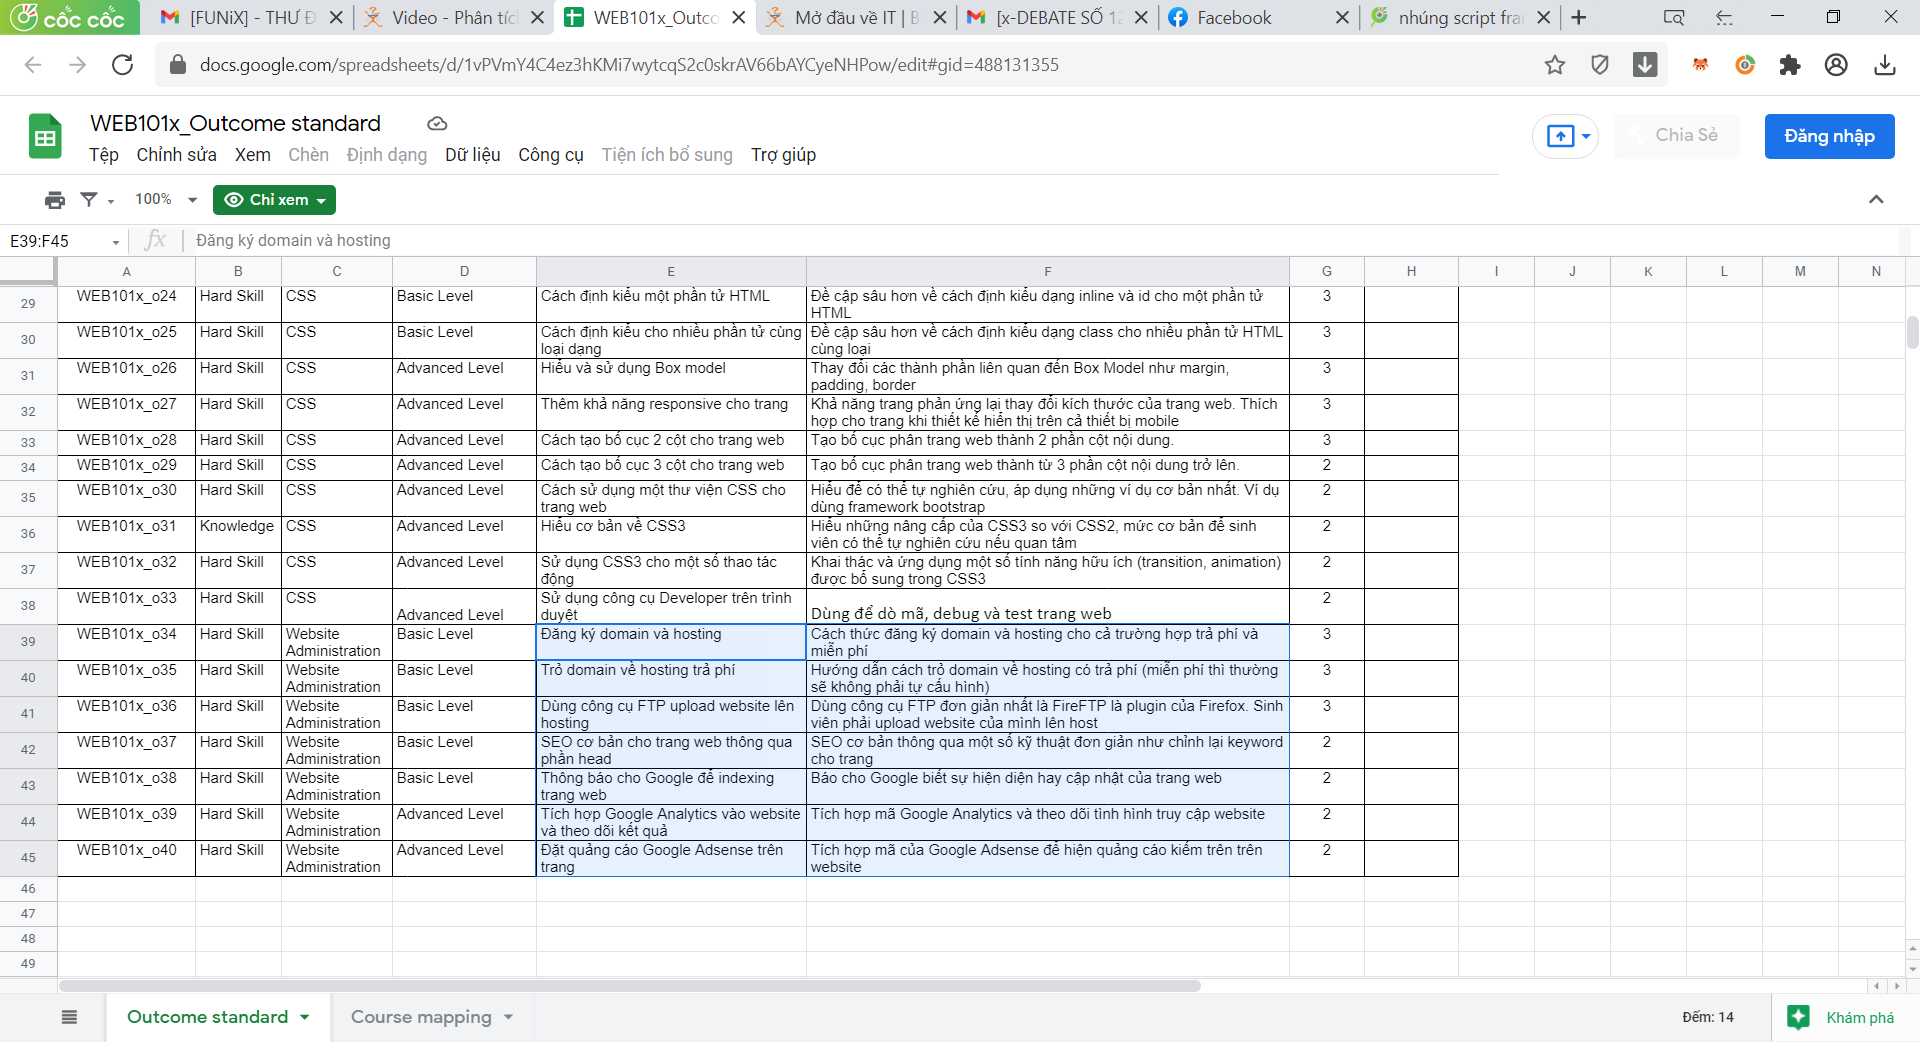 cốc cốc
[FUNiX] - THƯ Đ
Video - Phân tíc
WEB101x_Outco
Mở đầu về IT | B
[x-DEBATE SỐ 12
Facebook
nhúng script fra
docs.google.com/spreadsheets/d/1vPVmY4C4ez3hKMi7wytcqS2c0skrAV66bAYCyeNHPow/edit#gid=488131355
WEB101x_Outcome standard
Tệp Chỉnh sửa Xem Chèn Định dạng Dữ liệu Công cụ Tiện ích bổ sung Trợ giúp
Chia Sẻ
Đăng nhập
100%
Chỉ xem
E39:F45
fx
Đăng ký domain và hosting
A B C D E F G H I J K L M N
29 WEB101x_o24 Hard Skill CSS Basic Level Cách định kiểu một phần tử HTML Đề cập sâu hơn về cách định kiểu dạng inline và id cho một phần tử 3
HTML
30 WEB101x_o25 Hard Skill CSS Basic Level Cách định kiểu cho nhiều phần tử cùng Đề cập sâu hơn về cách định kiểu dạng class cho nhiều phần tử HTML 3
loại dạng cùng loại
31 WEB101x_o26 Hard Skill CSS Advanced Level Hiểu và sử dụng Box model Thay đổi các thành phần liên quan đến Box Model như margin, 3
padding, border
32 WEB101x_o27 Hard Skill CSS Advanced Level Thêm khả năng responsive cho trang Khả năng trang phản ứng lại thay đổi kích thước của trang web. Thích 3
hợp cho trang khi thiết kế hiển thị trên cả thiết bị mobile
33 WEB101x_o28 Hard Skill CSS Advanced Level Cách tạo bố cục 2 cột cho trang web Tạo bố cục phân trang web thành 2 phần cột nội dung. 3
34 WEB101x_o29 Hard Skill CSS Advanced Level Cách tạo bố cục 3 cột cho trang web Tạo bố cục phân trang web thành từ 3 phần cột nội dung trở lên. 2
35 WEB101x_o30 Hard Skill CSS Advanced Level Cách sử dụng một thư viện CSS cho Hiểu để có thể tự nghiên cứu, áp dụng những ví dụ cơ bản nhất. Ví dụ 2
trang web dùng framework bootstrap
36 WEB101x_o31 Knowledge CSS Advanced Level Hiểu cơ bản về CSS3 Hiểu những nâng cấp của CSS3 so với CSS2, mức cơ bản để sinh 2
viên có thể tự nghiên cứu nếu quan tâm
37 WEB101x_o32 Hard Skill CSS Advanced Level Sử dụng CSS3 cho một số thao tác Khai thác và ứng dụng một số tính năng hữu ích (transition, animation) 2
động được bổ sung trong CSS3
38 WEB101x_o33 Hard Skill CSS Advanced Level Sử dụng công cụ Developer trên trình 2
duyệt Dùng để dò mã, debug và test trang web
39 WEB101x_o34 Hard Skill Website Basic Level Đăng ký domain và hosting Cách thức đăng ký domain và hosting cho cả trường hợp trả phí và 3
Administration miễn phí
40 WEB101x_o35 Hard Skill Website Basic Level Trỏ domain về hosting trả phí Hướng dẫn cách trỏ domain về hosting có trả phí (miễn phí thì thường 3
Administration sẽ không phải tự cấu hình)
41 WEB101x_o36 Hard Skill Website Basic Level Dùng công cụ FTP upload website lên Dùng công cụ FTP đơn giản nhất là FireFTP là plugin của Firefox. Sinh 3
Administration hosting viên phải upload website của mình lên host
42 WEB101x_o37 Hard Skill Website Basic Level SEO cơ bản cho trang web thông qua SEO cơ bản thông qua một số kỹ thuật đơn giản như chỉnh lại keyword 2
Administration phần head cho trang
43 WEB101x_o38 Hard Skill Website Basic Level Thông báo cho Google để indexing Báo cho Google biết sự hiện diện hay cập nhật của trang web 2
Administration trang web
44 WEB101x_o39 Hard Skill Website Advanced Level Tích hợp Google Analytics vào website Tích hợp mã Google Analytics và theo dõi tình hình truy cập website 2
Administration và theo dõi kết quả
45 WEB101x_o40 Hard Skill Website Advanced Level Đặt quảng cáo Google Adsense trên Tích hợp mã của Google Adsense để hiện quảng cáo kiếm trên trên 2
Administration trang website
46
47
48
49
Outcome standard
Course mapping
Đếm: 14
Khám phá